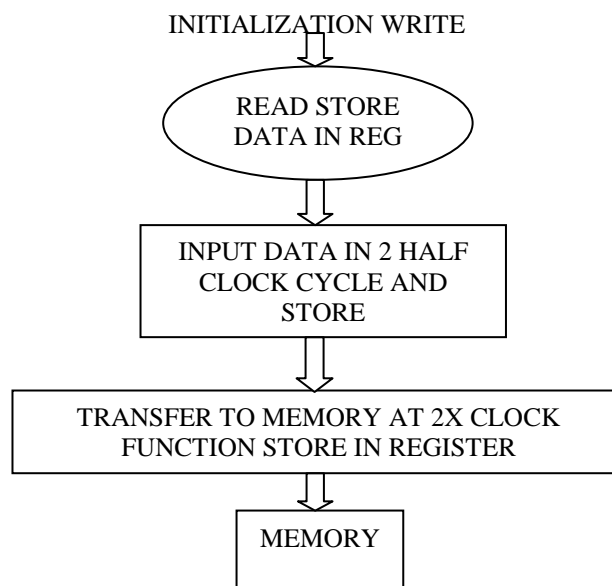 INITIALIZATION WRITE
READ STORE
DATA IN REG
INPUT DATA IN 2 HALF
CLOCK CYCLE AND
STORE
TRANSFER TO MEMORY AT 2X CLOCK
FUNCTION STORE IN REGISTER
MEMORY